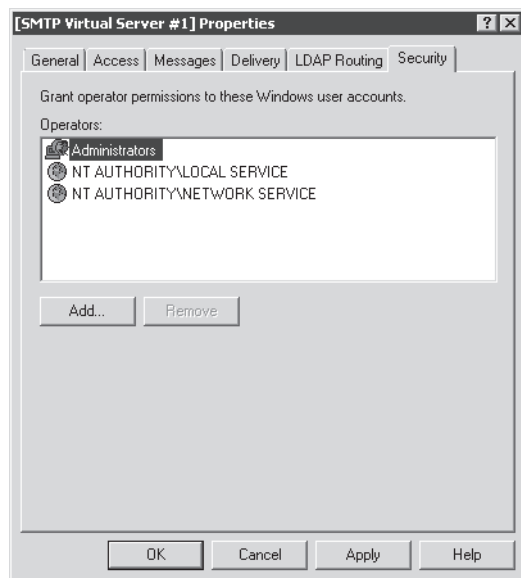 [SMTP Virtual Server #1] Properties
General Access Messages Delivery LDAP Routing Security
Grant operator permissions to these Windows user accounts.
Operators:
Administrators
NT AUTHORITY\LOCAL SERVICE
NT AUTHORITY\NETWORK SERVICE
Add... Remove
OK Cancel Apply Help